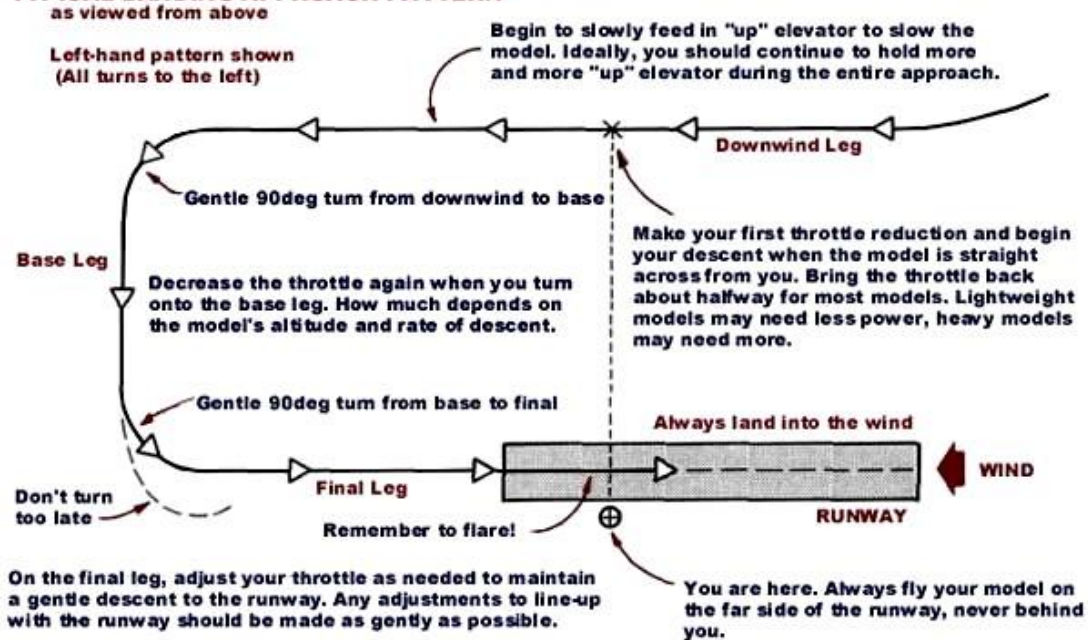 as viewed from above
Left-hand pattern shown
(All turns to the left)
Begin to slowly feed in "up" elevator to slow the
model. Ideally, you should continue to hold more
and more "up" elevator during the entire approach.
Downwind Leg
Gentle 90deg turn from downwind to base
Make your first throttle reduction and begin
your descent when the model is straight
across from you. Bring the throttle back
about halfway for most models. Lightweight
models may need less power, heavy models
may need more.
Base Leg
Decrease the throttle again when you turn
onto the base leg. How much depends on
the model's altitude and rate of descent.
Gentle 90deg turn from base to final
Always land into the wind
WIND
Final Leg
RUNWAY
Don't turn
too late
Remember to flare!
On the final leg, adjust your throttle as needed to maintain
a gentle descent to the runway. Any adjustments to line-up
with the runway should be made as gently as possible.
You are here. Always fly your model on
the far side of the runway, never behind
you.